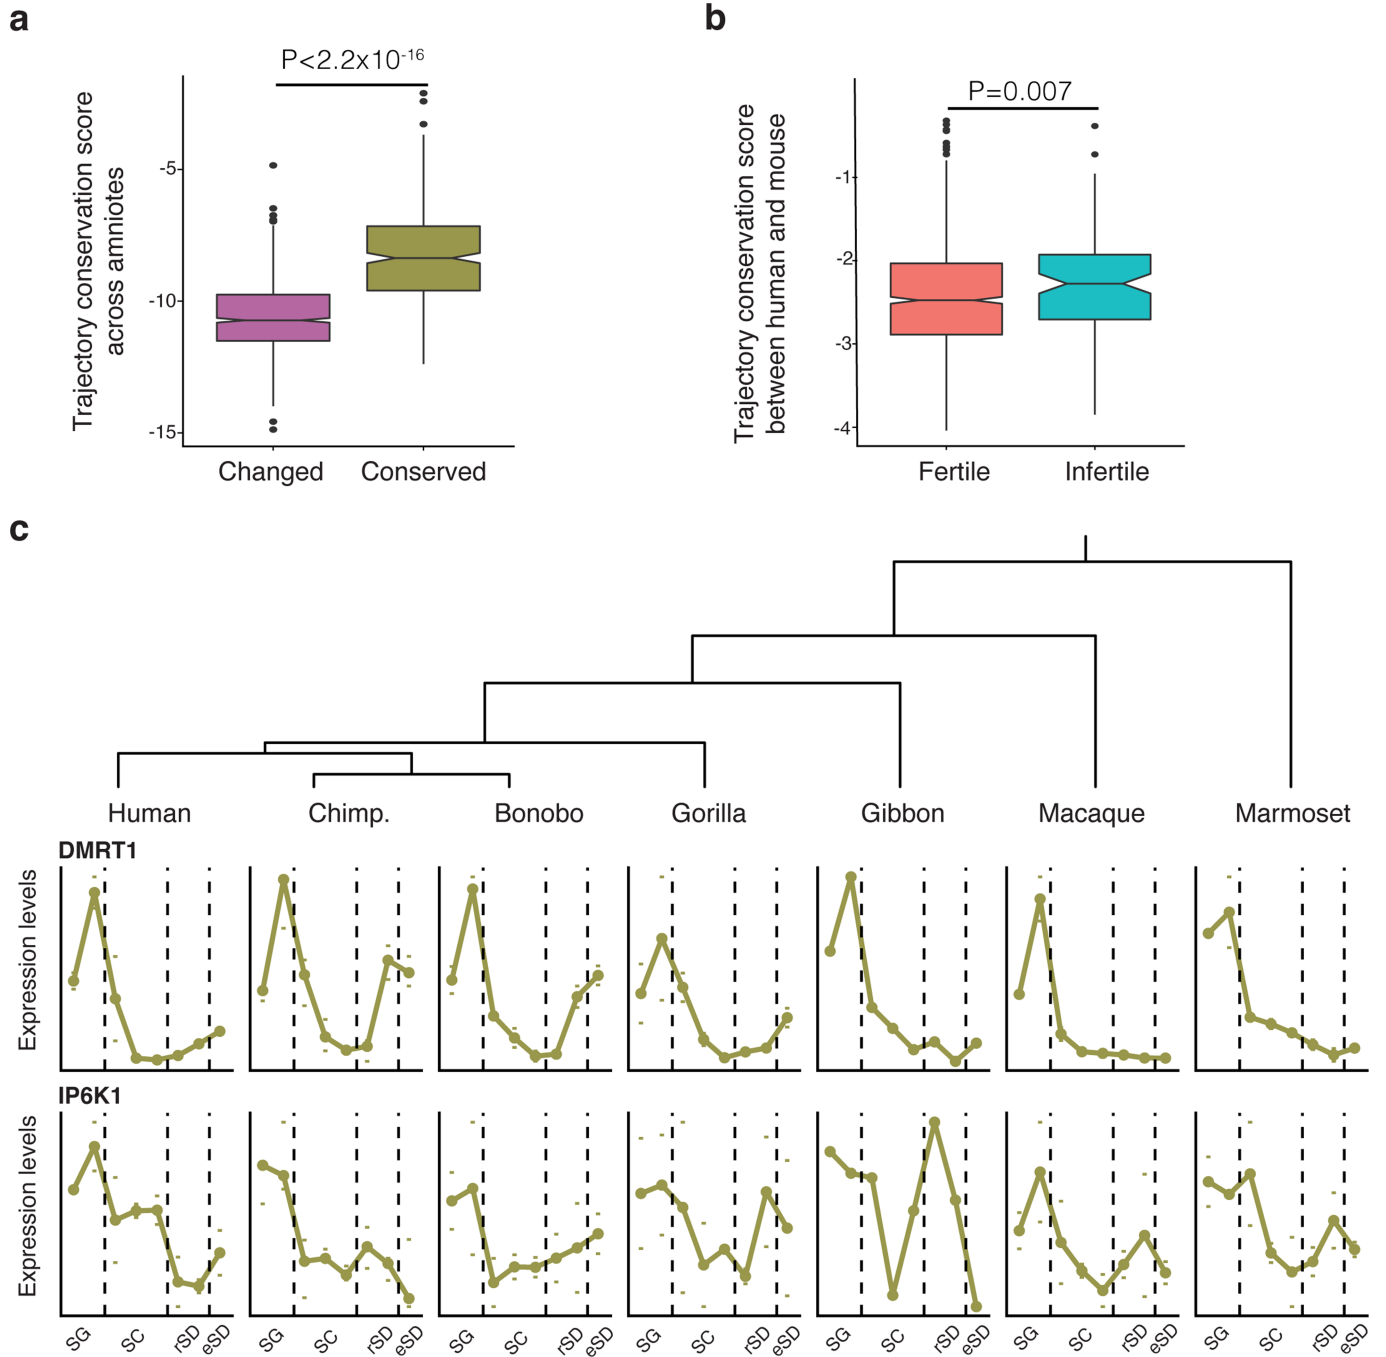 a
P<2.2x10-16
Trajectory conservation score
across amniotes
-5
-10
-15
Changed Conserved
b
P=0.007
Trajectory conservation score
between human and mouse
-1
-2
-3
-4
Fertile Infertile
c
Human Chimp. Bonobo Gorilla Gibbon Macaque Marmoset
DMRT1
Expression levels
IP6K1
Expression levels
SG SC rSD eSD SG SC rSD eSD SG SC rSD eSD SG SC rSD eSD SG SC rSD eSD SG SC rSD eSD SG SC rSD eSD